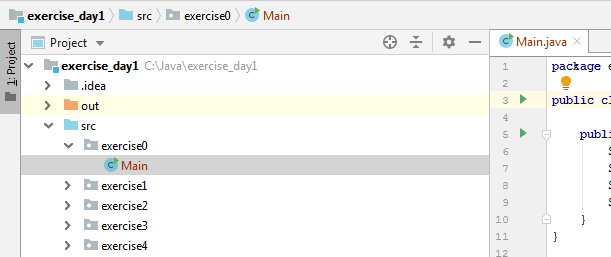 exercise_day1 src exercise0 Main
1: Project
Project
Main.java
exercise_day1 C:\Java\exercise_day1
.idea
out
src
exercise0
Main
exercise1
exercise2
exercise3
exercise4
1 package e
2
3 public cl
4
5 publi
6 S
7 S
8 S
9 S
10 }
11 }